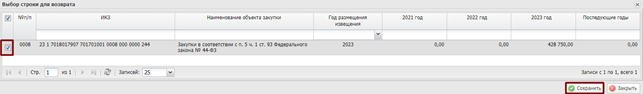 Выбор строки для возврата
№п/п ИКЗ Наименование объекта закупки Год размещения извещения 2021 год 2022 год 2023 год Последующие годы
0008 23 1 7018017907 701701001 0008 000 0000 244 Закупки в соответствии с п. 5 ч. 1 ст. 93 Федерального закона № 44-ФЗ 2023 0,00 0,00 428 750,00 0,00
Стр. 1 из 1 Записей: 25 Записи с 1 по 1, всего 1
Сохранить Закрыть